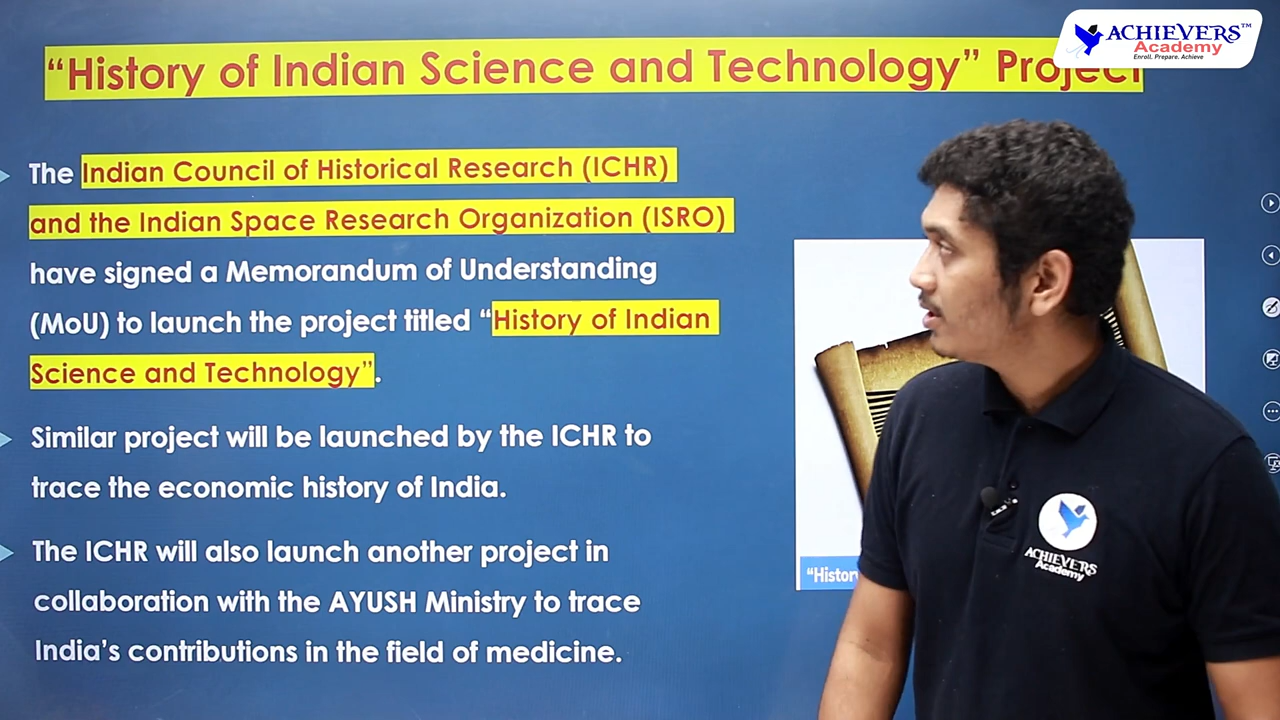 ACHIEVERS™
Academy
Enroll. Prepare. Achieve
“History of Indian Science and Technology” Project
The Indian Council of Historical Research (ICHR)
and the Indian Space Research Organization (ISRO)
have signed a Memorandum of Understanding
(MoU) to launch the project titled “History of Indian
Science and Technology”.
Similar project will be launched by the ICHR to
trace the economic history of India.
The ICHR will also launch another project in
collaboration with the AYUSH Ministry to trace
India’s contributions in the field of medicine.
“History
ACHIEVERS
Academy